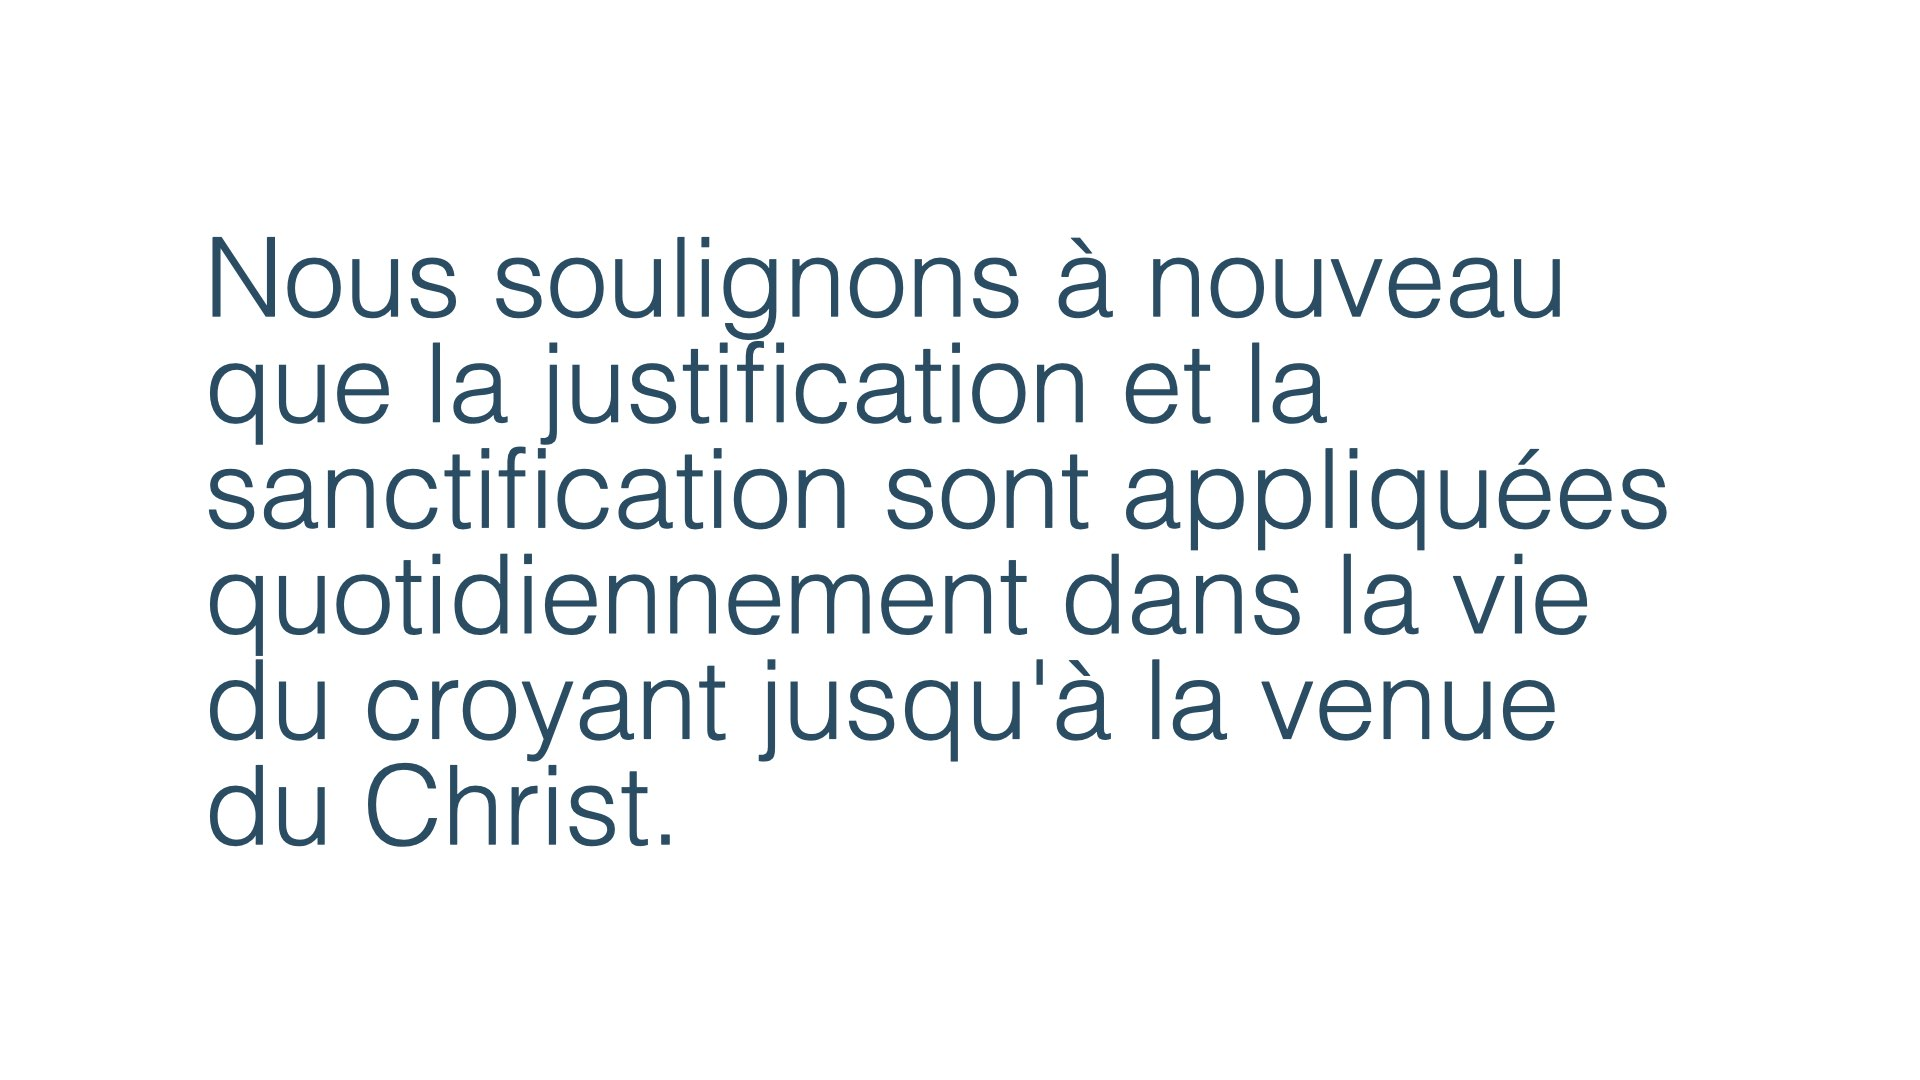 Nous soulignons à nouveau
que la justification et la
sanctification sont appliquées
quotidiennement dans la vie
du croyant jusqu'à la venue
du Christ.